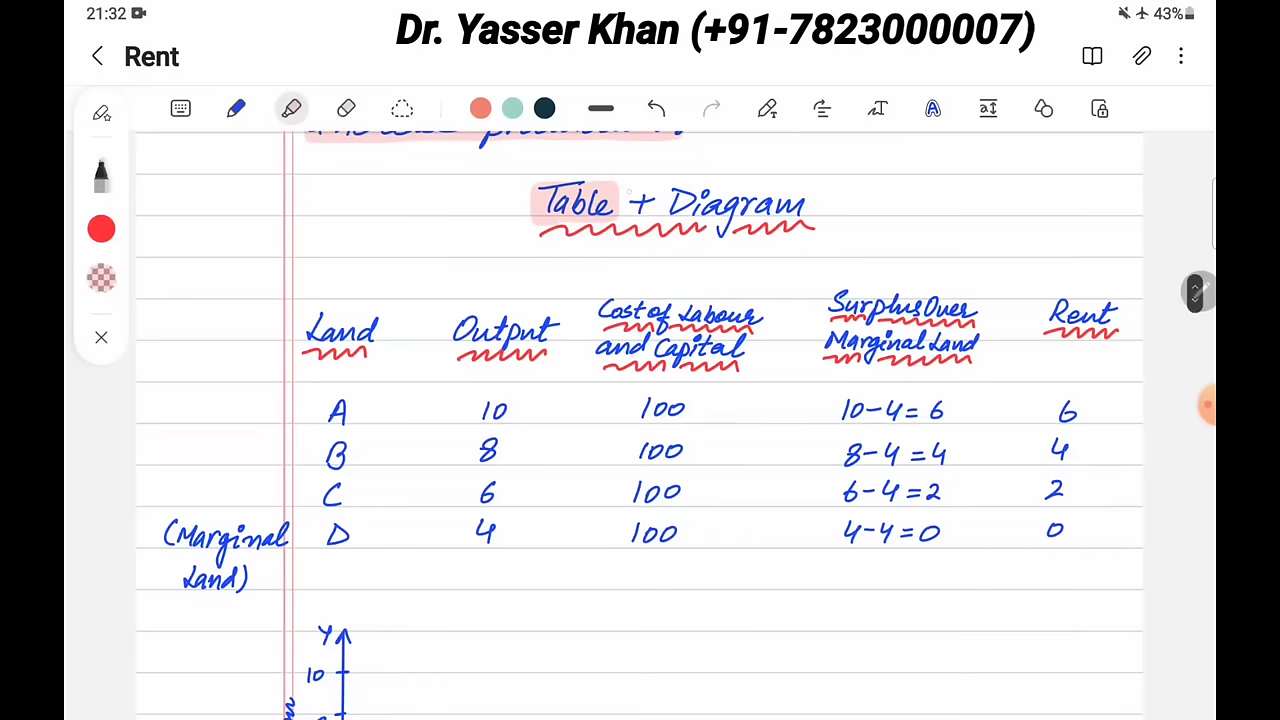 21:32
43%
Dr. Yasser Khan (+91-7823000007)
Rent
Table + Diagram
Land Output Cost of Labour and Capital Surplus Over Marginal Land Rent
A 10 100 10-4=6 6
B 8 100 8-4=4 4
C 6 100 6-4=2 2
(Marginal Land) D 4 100 4-4=0 0
Y
10